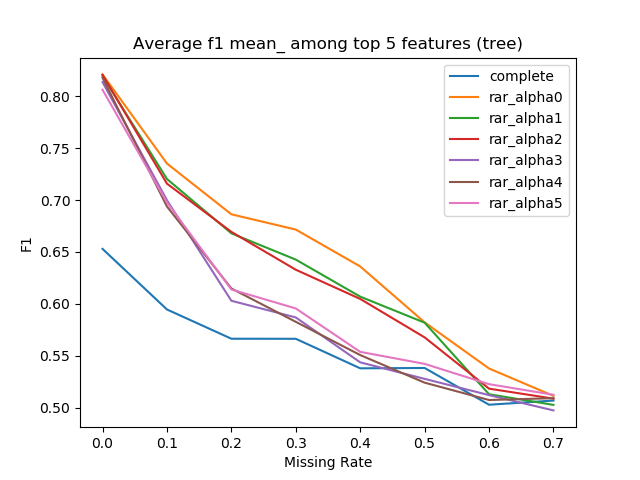 Average f1 mean_ among top 5 features (tree)
complete
rar_alpha0
rar_alpha1
rar_alpha2
rar_alpha3
rar_alpha4
rar_alpha5
0.80
0.75
0.70
0.65
0.60
0.55
0.50
F1
0.0 0.1 0.2 0.3 0.4 0.5 0.6 0.7
Missing Rate